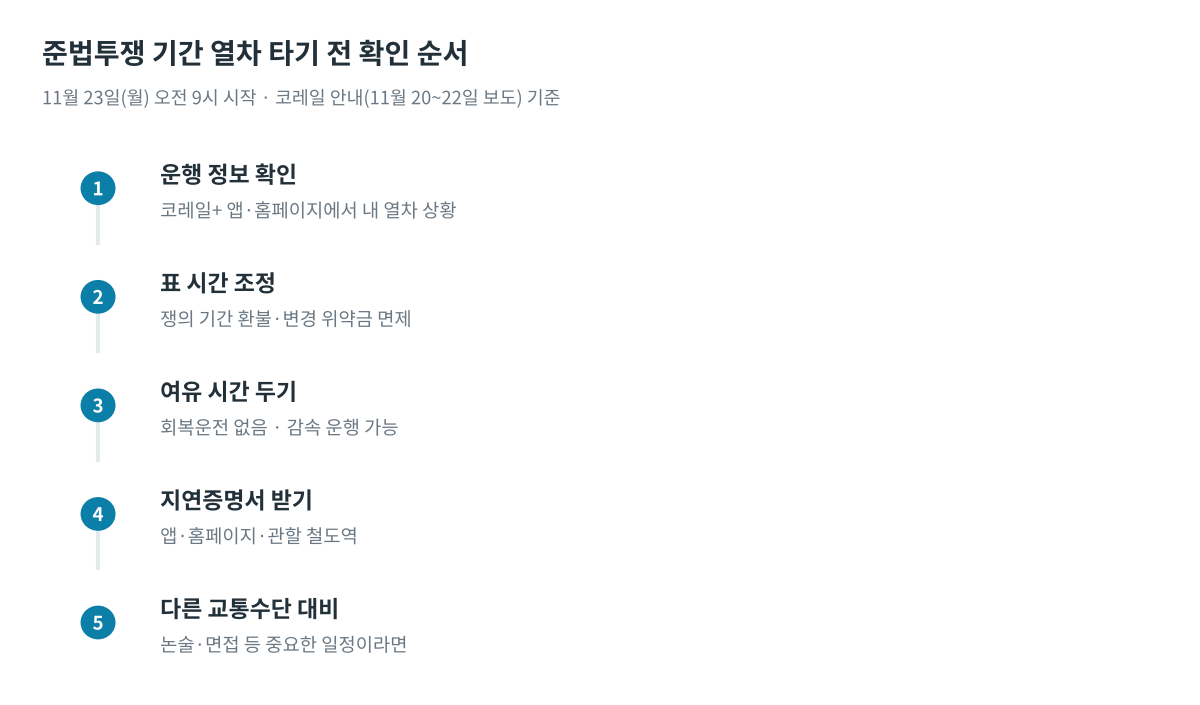 준법투쟁 기간 열차 타기 전 확인 순서
11월 23일(월) 오전 9시 시작 · 코레일 안내(11월 20~22일 보도) 기준
1
운행 정보 확인
코레일+ 앱·홈페이지에서 내 열차 상황
2
표 시간 조정
쟁의 기간 환불·변경 위약금 면제
3
여유 시간 두기
회복운전 없음 · 감속 운행 가능
4
지연증명서 받기
앱·홈페이지·관할 철도역
5
다른 교통수단 대비
논술·면접 등 중요한 일정이라면